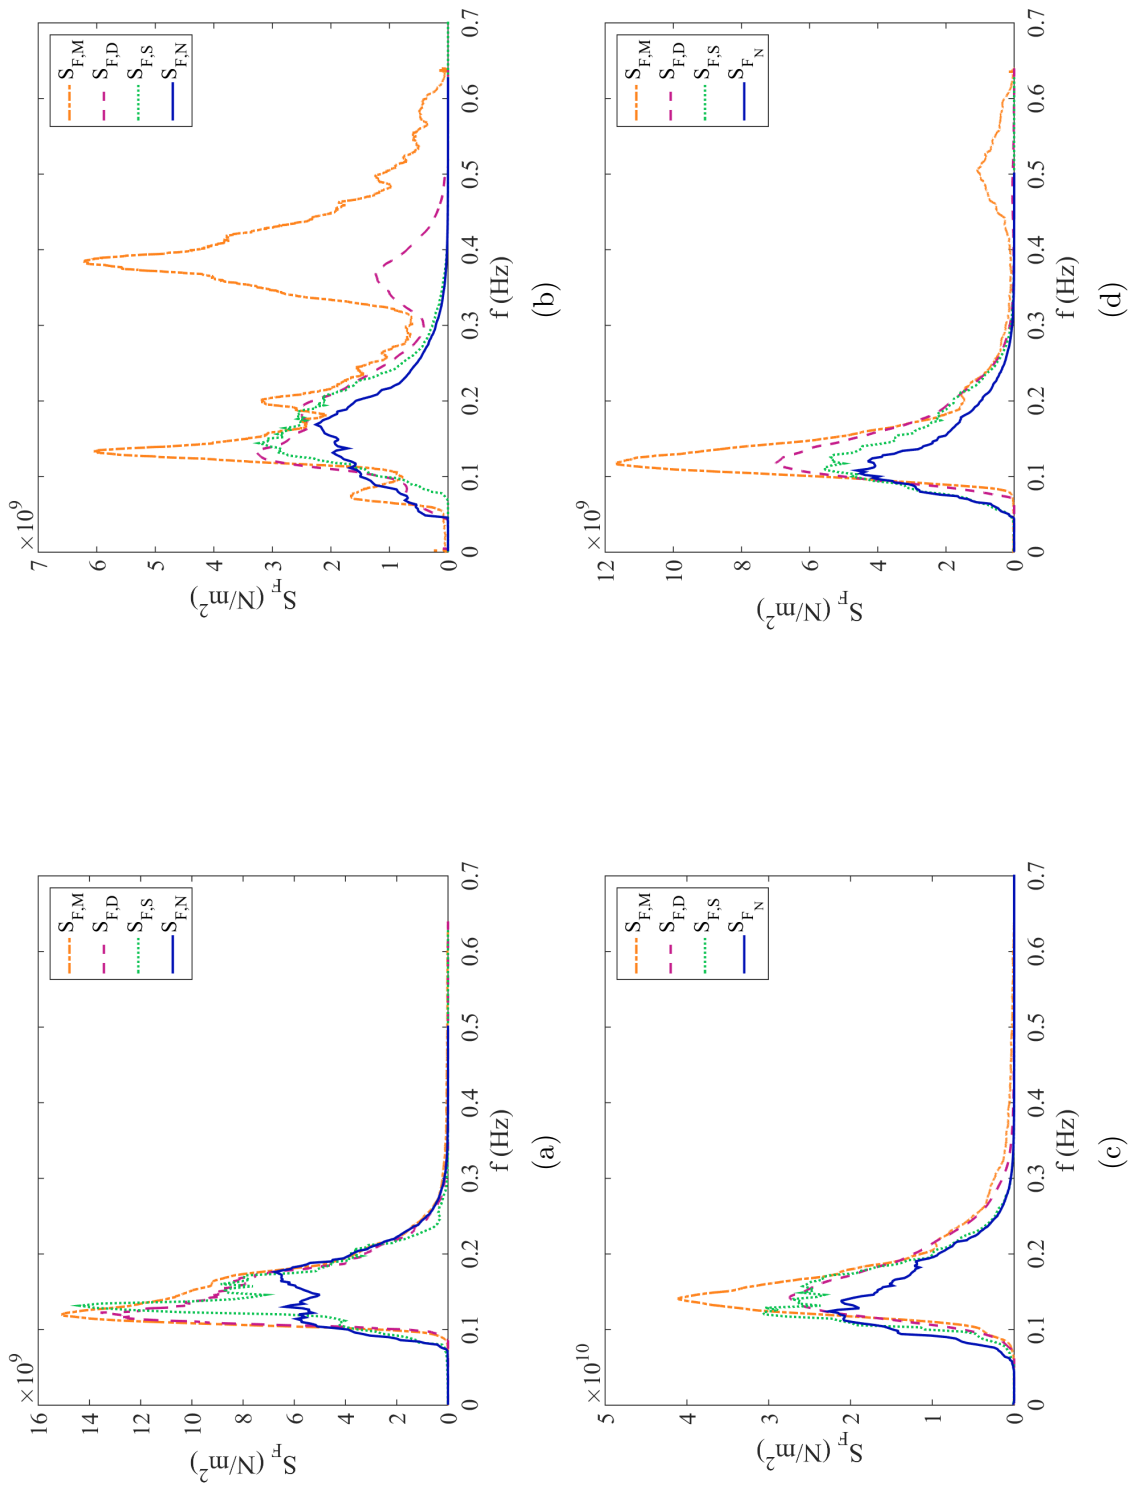 ×10⁹
16
14
12
10
8
6
4
2
0
S_F (N/m²)
0 0.1 0.2 0.3 0.4 0.5 0.6 0.7
f (Hz)
S_F,M
S_F,D
S_F,S
S_F,N
(a)
×10⁹
7
6
5
4
3
2
1
0
S_F (N/m²)
0 0.1 0.2 0.3 0.4 0.5 0.6 0.7
f (Hz)
S_F,M
S_F,D
S_F,S
S_F,N
(b)
×10¹⁰
5
4
3
2
1
0
S_F (N/m²)
0 0.1 0.2 0.3 0.4 0.5 0.6 0.7
f (Hz)
S_F,M
S_F,D
S_F,S
S_F_N
(c)
×10⁹
12
10
8
6
4
2
0
S_F (N/m²)
0 0.1 0.2 0.3 0.4 0.5 0.6 0.7
f (Hz)
S_F,M
S_F,D
S_F,S
S_F_N
(d)